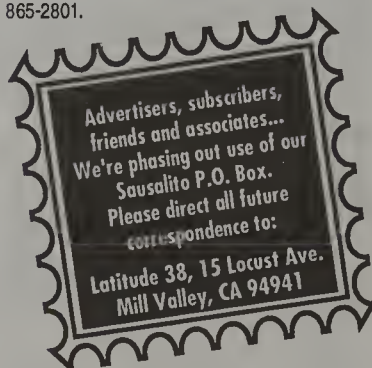 865-2801.
Advertisers, subscribers,
friends and associates...
We're phasing out use of our
Sausalito P.O. Box.
Please direct all future
correspondence to:
Latitude 38, 15 Locust Ave.
Mill Valley, CA 94941